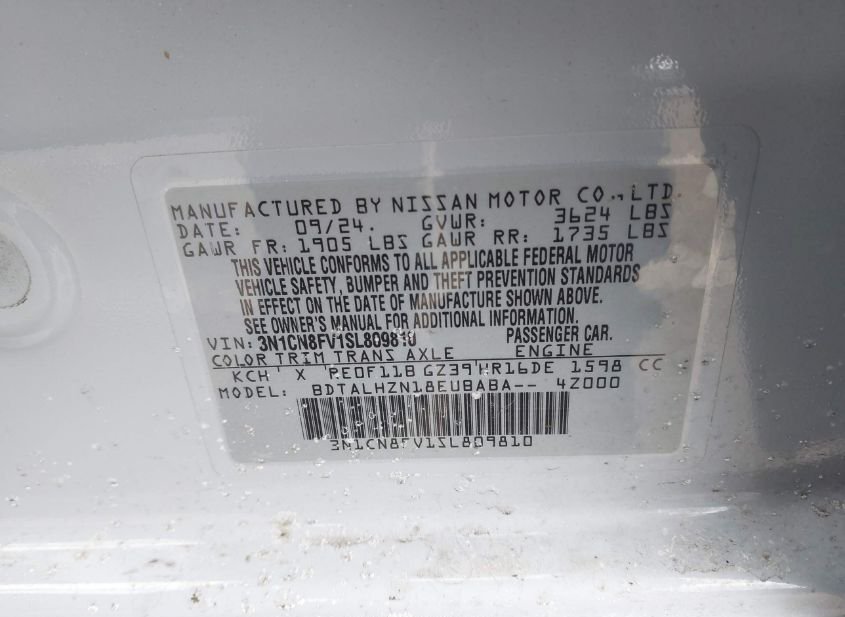 MANUFACTURED BY NISSAN MOTOR CO., LTD.
DATE: 09/24. GVWR: 3624 LBS
GAWR FR: 1905 LBS GAWR RR: 1735 LBS
THIS VEHICLE CONFORMS TO ALL APPLICABLE FEDERAL MOTOR
VEHICLE SAFETY, BUMPER AND THEFT PREVENTION STANDARDS
IN EFFECT ON THE DATE OF MANUFACTURE SHOWN ABOVE.
SEE OWNER'S MANUAL FOR ADDITIONAL INFORMATION.
VIN: 3N1CN8FV1SL809810 PASSENGER CAR.
COLOR TRIM TRANS AXLE ENGINE
KCH X RE0F11B GZ39 HR16DE 1598 CC
MODEL: BDTALHZN18EUBABA-- 4Z000
3N1CN8FV1SL809810